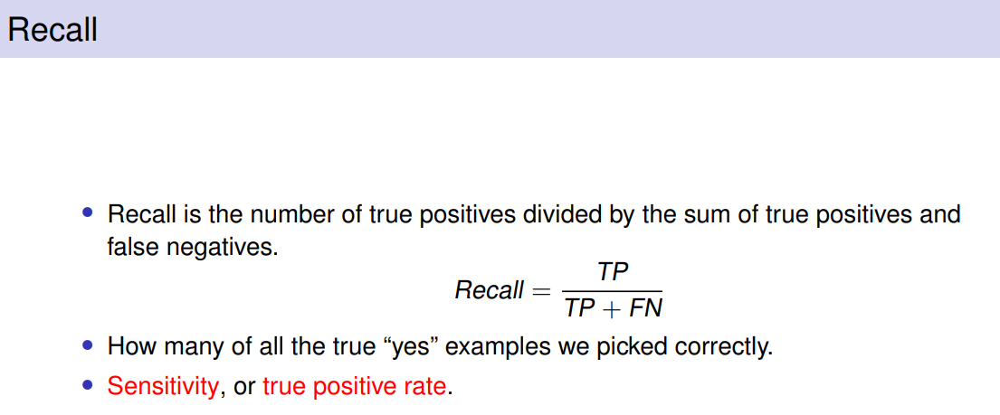 Recall
• Recall is the number of true positives divided by the sum of true positives and
false negatives.
Recall = TP / TP + FN
• How many of all the true “yes” examples we picked correctly.
• Sensitivity, or true positive rate.